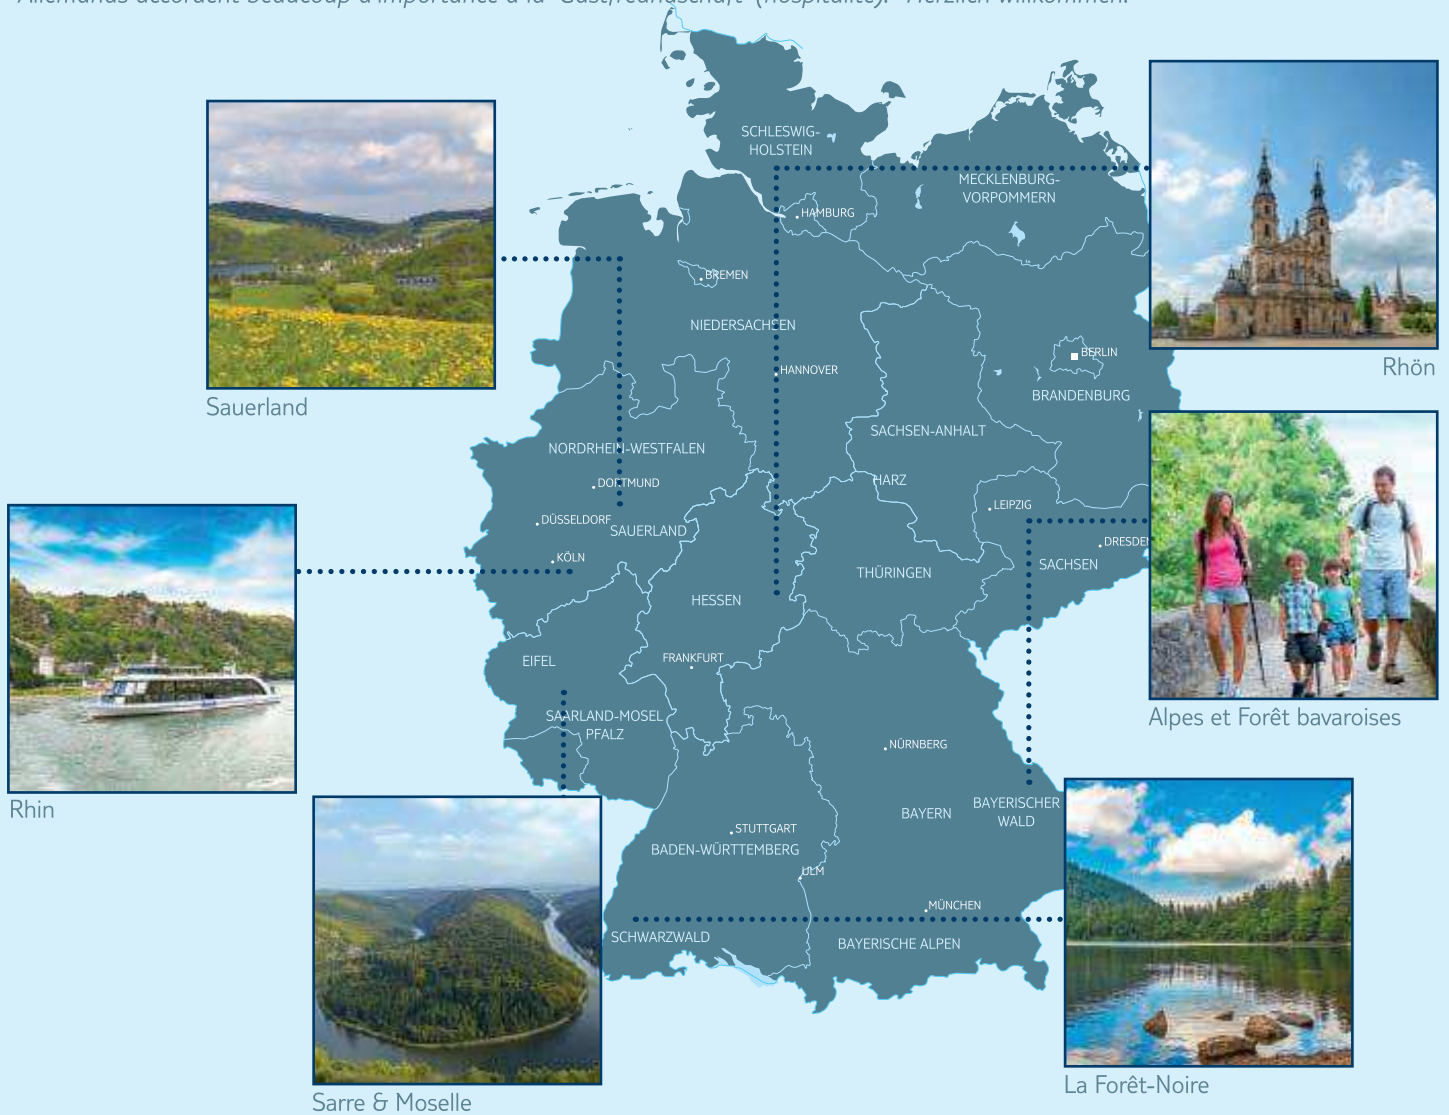 SCHLESWIG-
HOLSTEIN
MECKLENBURG-
VORPOMMERN
HAMBURG
BREMEN
NIEDERSACHSEN
HANNOVER
BERLIN
BRANDENBURG
Rhön
Sauerland
SACHSEN-ANHALT
NORDRHEIN-WESTFALEN
HARZ
DORTMUND
LEIPZIG
DÜSSELDORF
SAUERLAND
DRESDEN
KÖLN
SACHSEN
THÜRINGEN
HESSEN
FRANKFURT
EIFEL
Alpes et Forêt bavaroises
SAARLAND-MOSEL
PFALZ
NÜRNBERG
Rhin
BAYERN
BAYERISCHER
WALD
STUTTGART
BADEN-WÜRTTEMBERG
ULM
MÜNCHEN
SCHWARZWALD
BAYERISCHE ALPEN
La Forêt-Noire
Sarre & Moselle